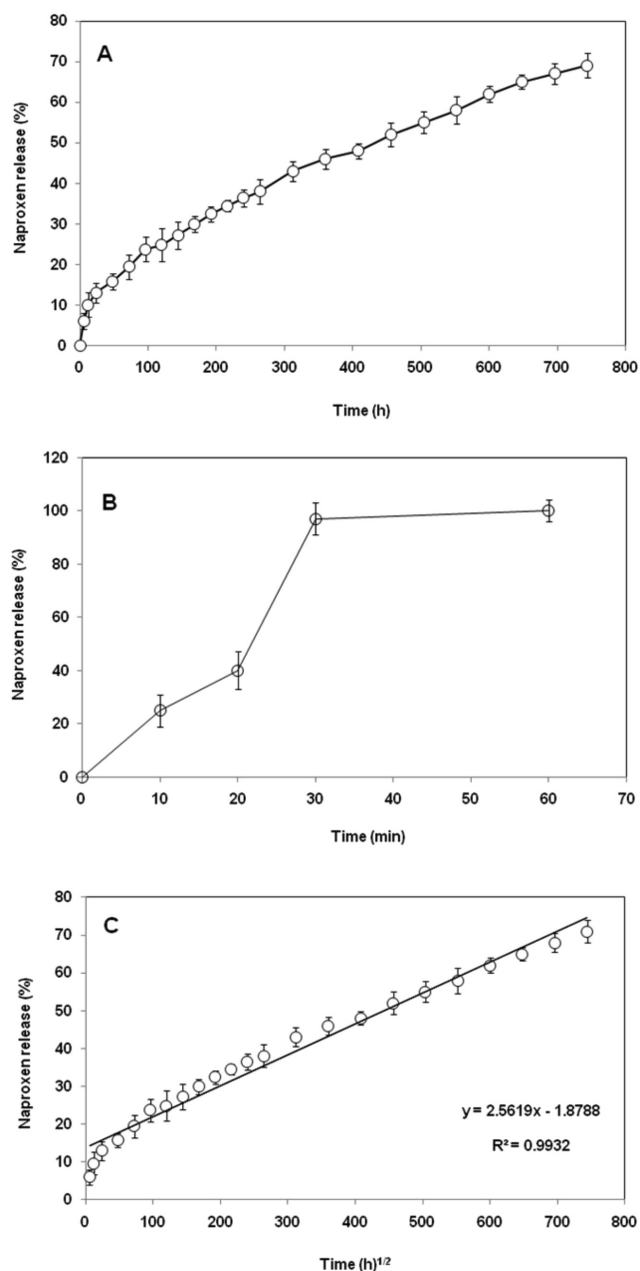 A
80
70
60
50
40
30
20
10
0
Naproxen release (%)
0 100 200 300 400 500 600 700 800
Time (h)
B
120
100
80
60
40
20
0
Naproxen release (%)
0 10 20 30 40 50 60 70
Time (min)
C
80
70
60
50
40
30
20
10
0
Naproxen release (%)
y = 2.5619x - 1.8788
R² = 0.9932
0 100 200 300 400 500 600 700 800
Time (h)1/2